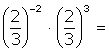 (2/3)⁻² · (2/3)³ =